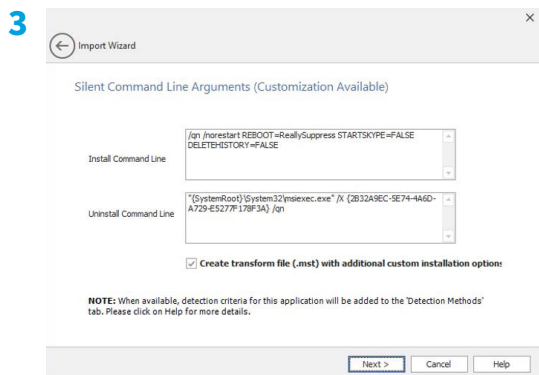 3
Import Wizard
Silent Command Line Arguments (Customization Available)
Install Command Line
/qn /norestart REBOOT=ReallySuppress STARTSKYPE=FALSE
DELETEHISTORY=FALSE
Uninstall Command Line
"{SystemRoot}\System32\msiexec.exe" /X {2B32A9EC-5E74-4A6D-
A729-E5277F178F3A} /qn
Create transform file (.mst) with additional custom installation options
NOTE: When available, detection criteria for this application will be added to the 'Detection Methods'
tab. Please click on Help for more details.
Next >
Cancel
Help